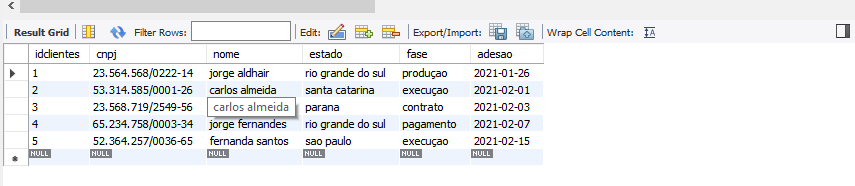 Result Grid Filter Rows: Edit: Export/Import: Wrap Cell Content: IA
idclientes cnpj nome estado fase adesao
1 23.564.568/0222-14 jorge aldhair rio grande do sul produçao 2021-01-26
2 53.314.585/0001-26 carlos almeida santa catarina execuçao 2021-02-01
3 23.568.719/2549-56 carlos almeida parana contrato 2021-02-03
4 65.234.758/0003-34 jorge fernandes rio grande do sul pagamento 2021-02-07
5 52.364.257/0036-65 fernanda santos sao paulo execuçao 2021-02-15
NULL NULL NULL NULL NULL NULL